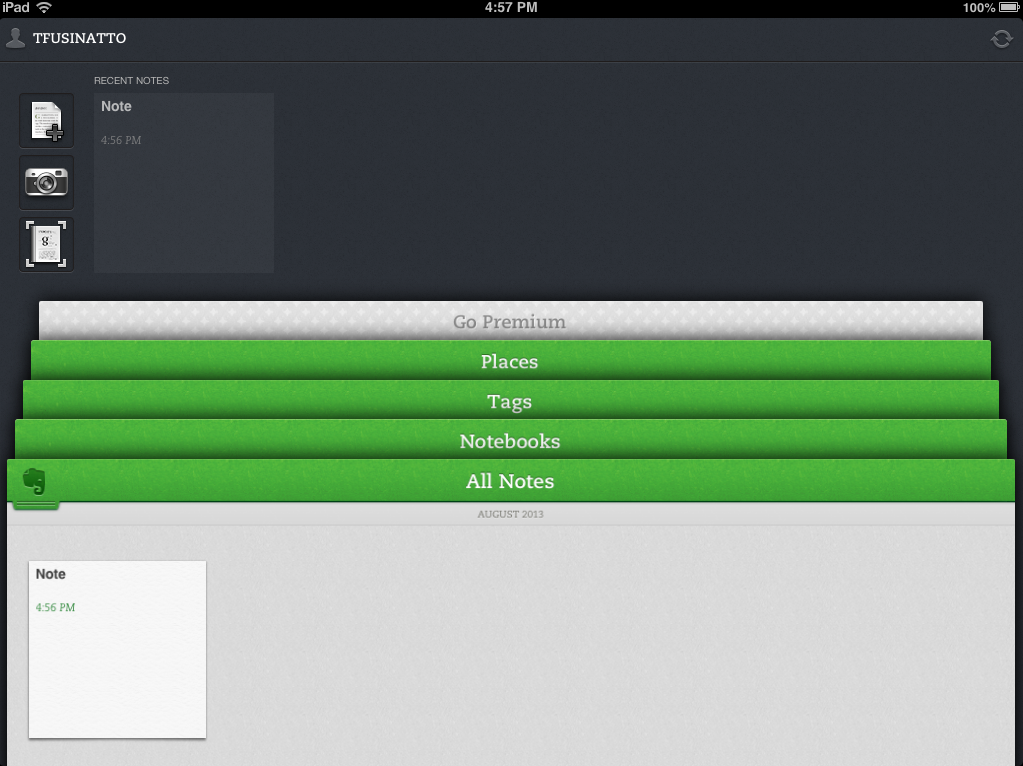 iPad 4:57 PM 100%
TFUSINATTO
RECENT NOTES
Note
4:56 PM
Go Premium
Places
Tags
Notebooks
All Notes
AUGUST 2013
Note
4:56 PM